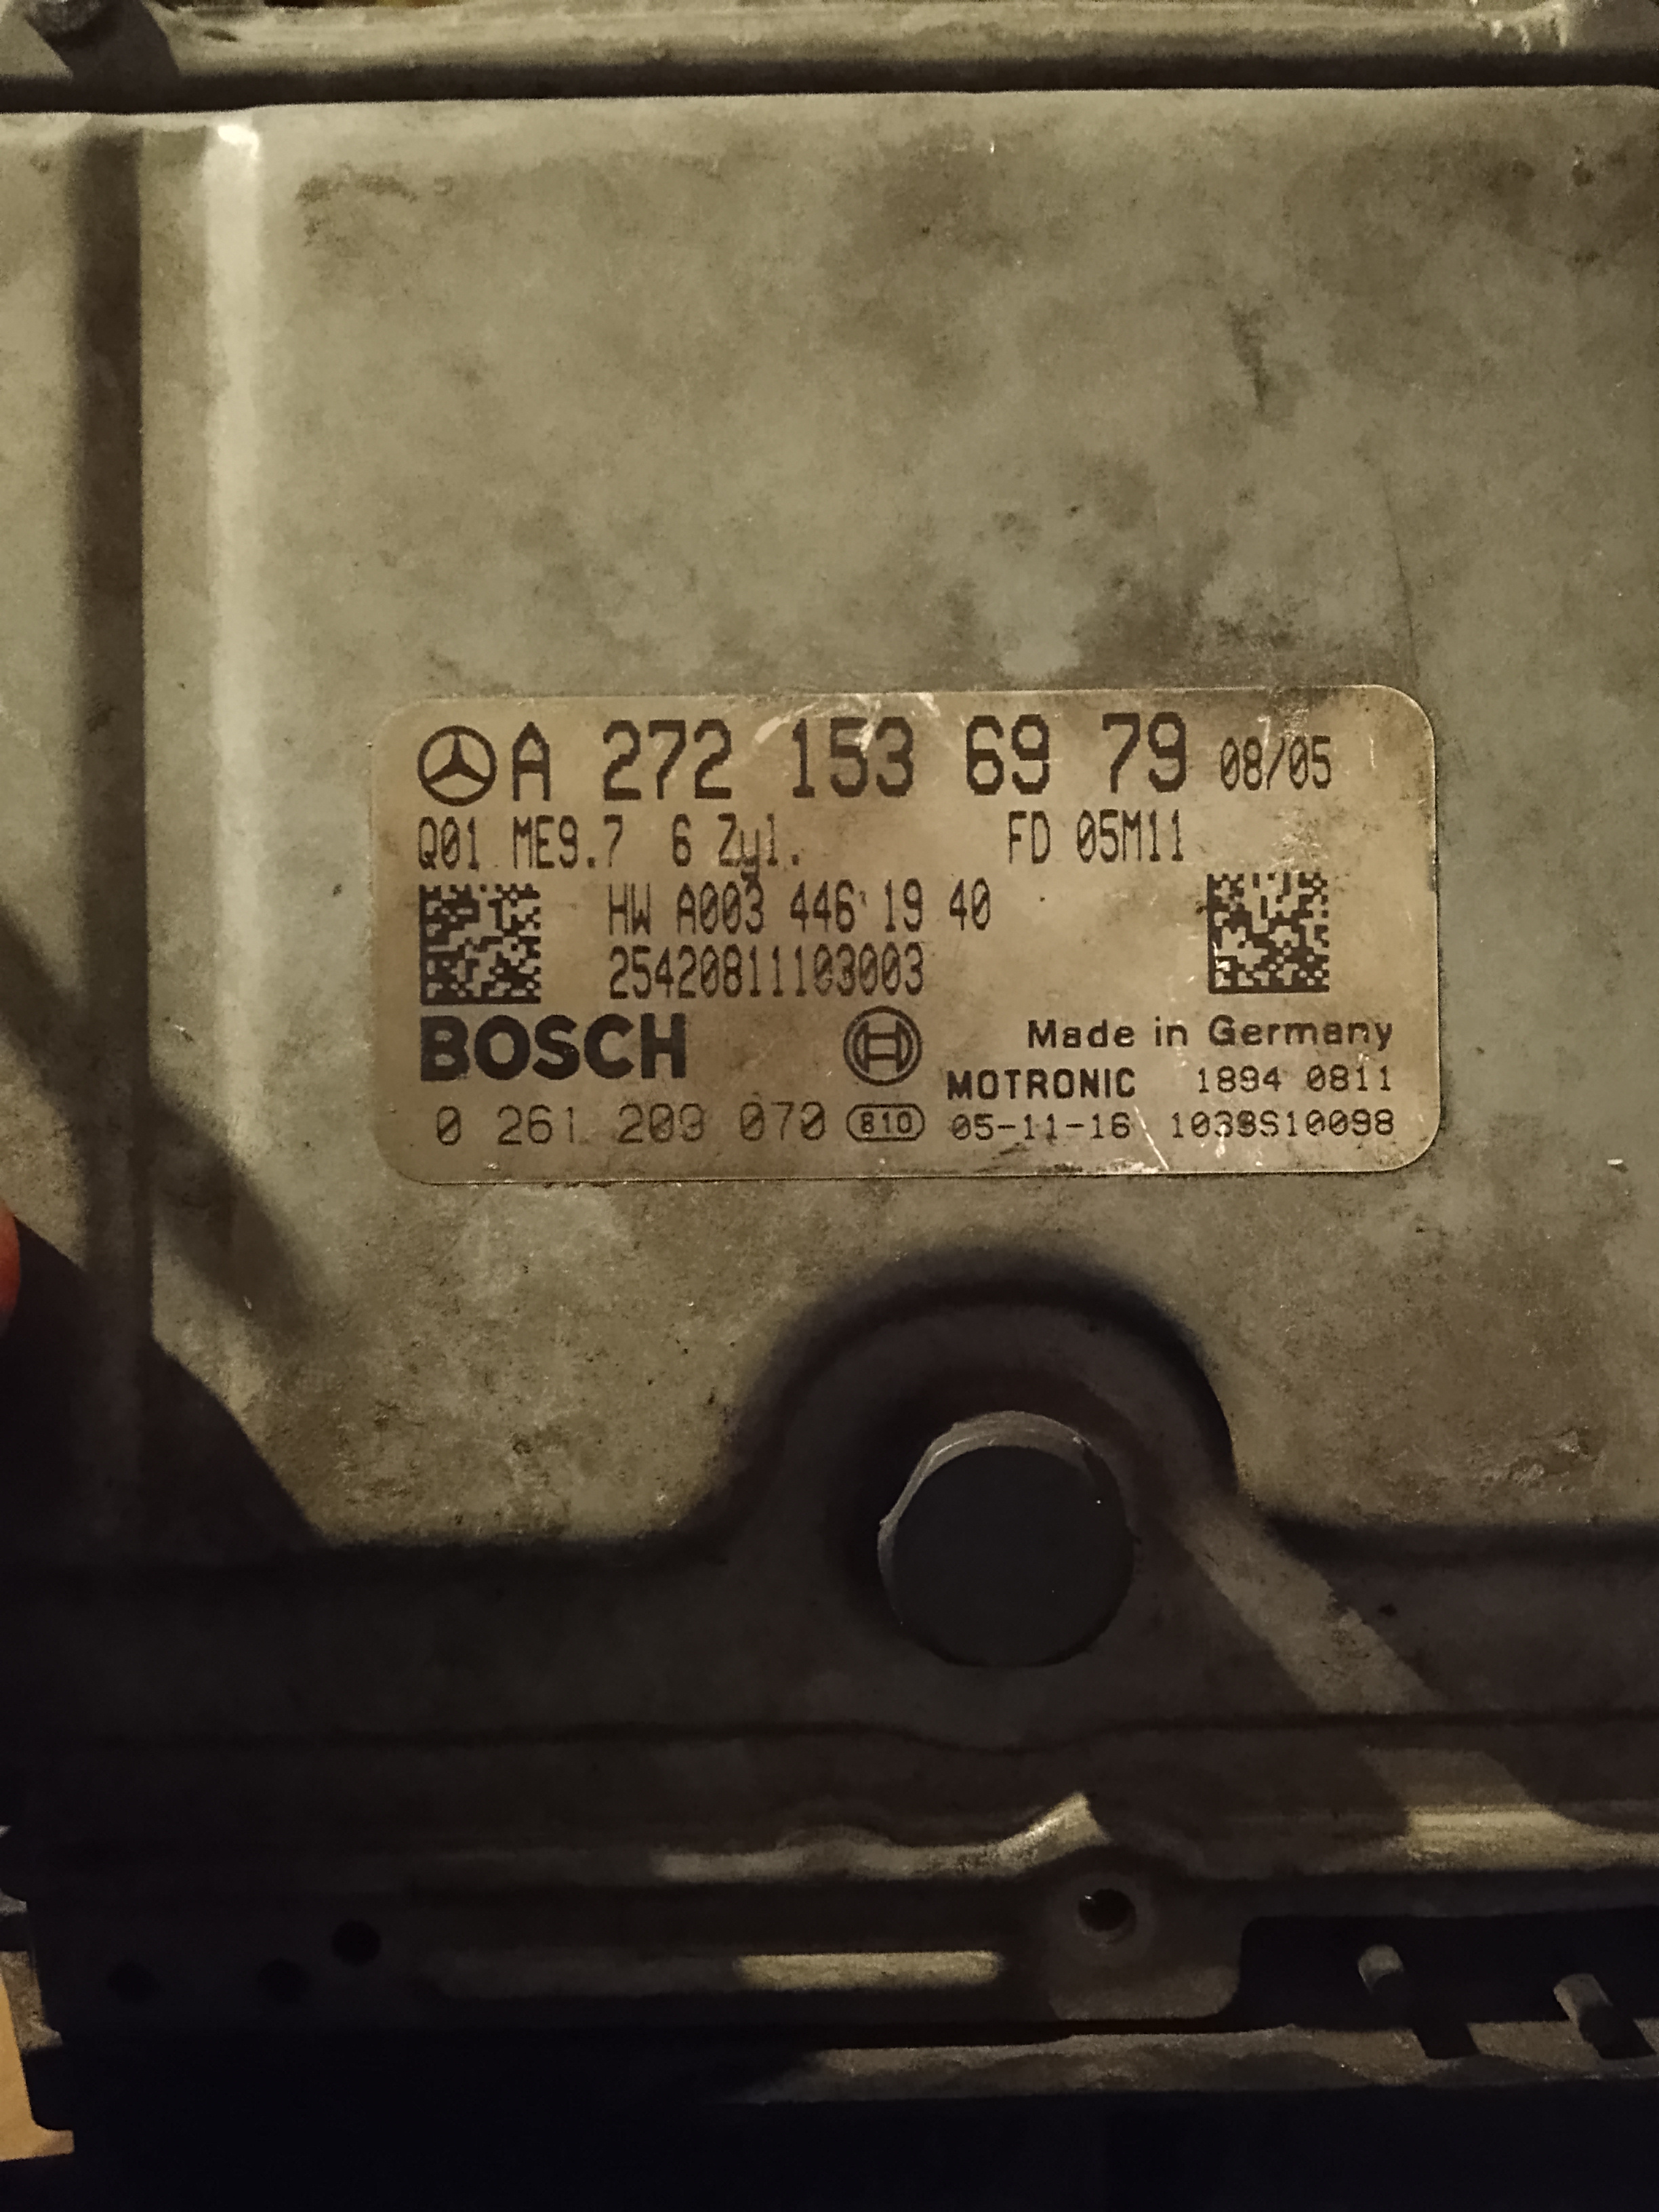 A 272 153 69 79 08/05
Q01 ME9.7 6 Zyl. FD 05M11
HW A003 446 19 40
25420811103003
BOSCH Made in Germany
MOTRONIC 1894 0811
0 261 209 070 810 05-11-16 1039S10098